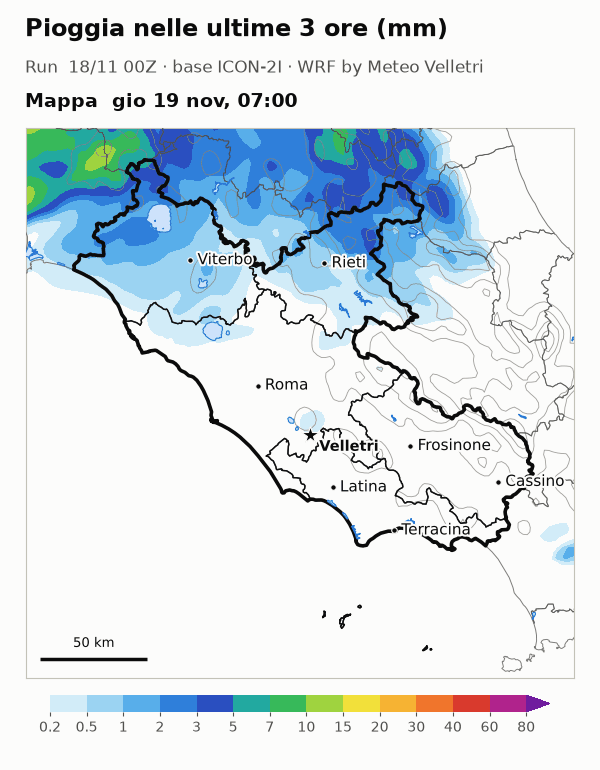 Pioggia nelle ultime 3 ore (mm)
Run  18/11 00Z · base ICON-2I · WRF by Meteo Velletri
Mappa  gio 19 nov, 07:00
Viterbo
Rieti
Roma
Velletri
Frosinone
Latina
Cassino
Terracina
50 km
0.2 0.5 1 2 3 5 7 10 15 20 30 40 60 80